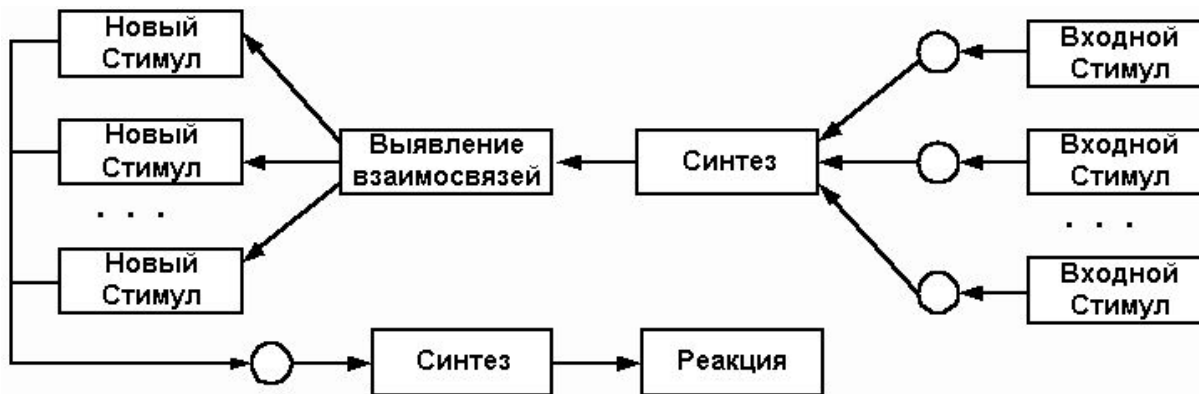 Новый
Стимул
Входной
Стимул
Новый
Стимул
Выявление
взаимосвязей
Синтез
Входной
Стимул
. . .
. . .
Новый
Стимул
Входной
Стимул
Синтез
Реакция